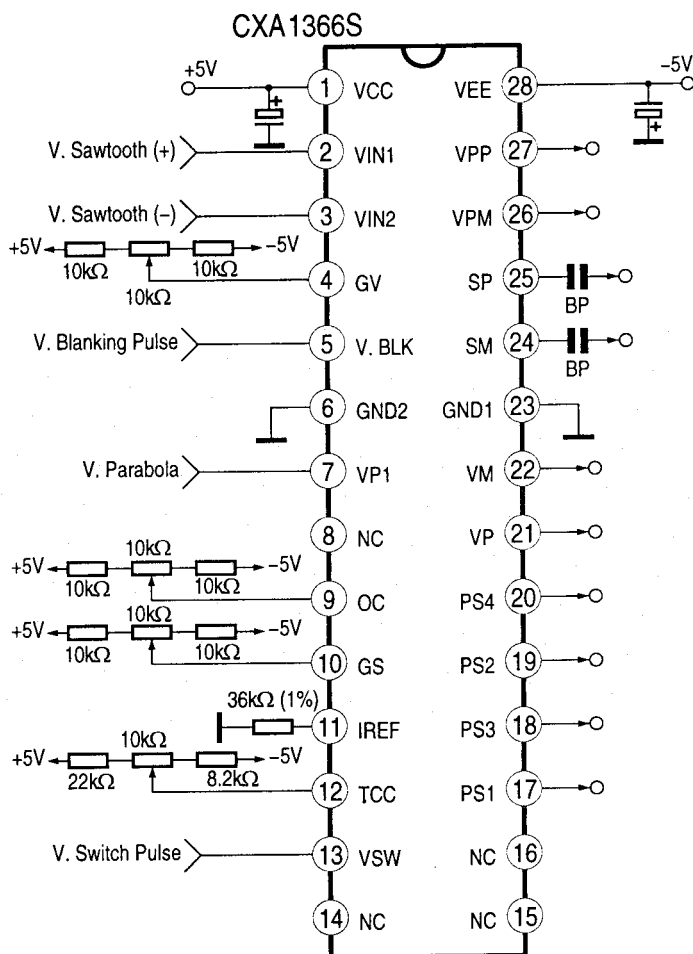 CXA1366S
+5V
1 VCC
VEE 28
−5V
+
+
V. Sawtooth (+)
2 VIN1
VPP 27
V. Sawtooth (−)
3 VIN2
VPM 26
+5V
−5V
10kΩ
10kΩ
10kΩ
4 GV
SP 25
BP
V. Blanking Pulse
5 V. BLK
SM 24
BP
6 GND2
GND1 23
V. Parabola
7 VP1
VM 22
8 NC
VP 21
10kΩ
+5V
−5V
10kΩ
10kΩ
9 OC
PS4 20
10kΩ
+5V
−5V
10kΩ
10kΩ
10 GS
PS2 19
36kΩ (1%)
11 IREF
PS3 18
10kΩ
+5V
−5V
22kΩ
8.2kΩ
12 TCC
PS1 17
V. Switch Pulse
13 VSW
NC 16
14 NC
NC 15